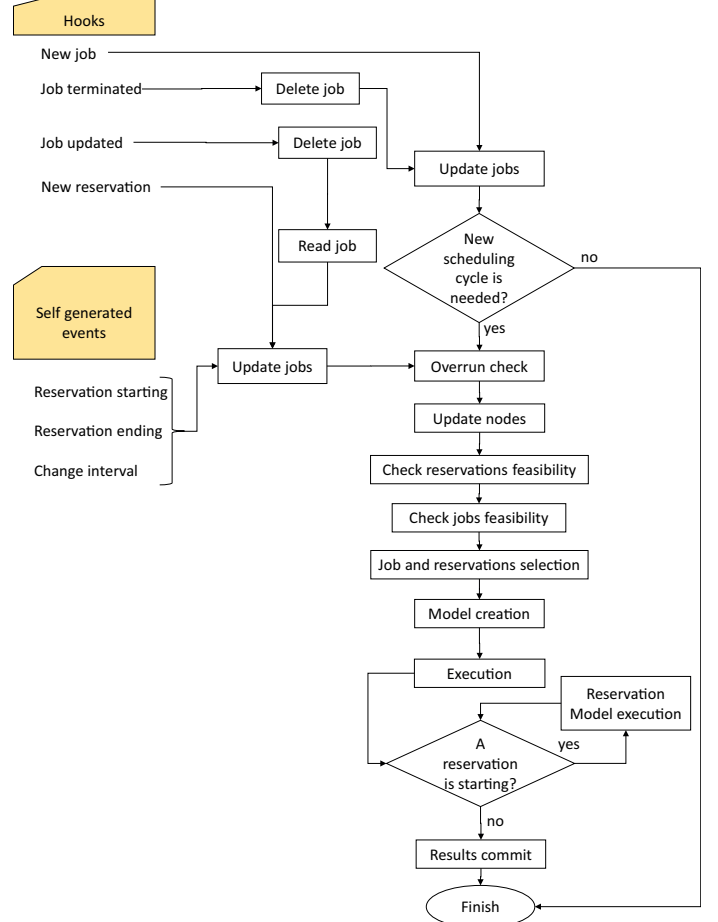 Hooks
New job
Job terminated
Delete job
Job updated
Delete job
Update jobs
New reservation
Read job
New
scheduling
cycle is
needed?
no
yes
Self generated
events
Update jobs
Overrun check
Reservation starting
Update nodes
Reservation ending
Change interval
Check reservations feasibility
Check jobs feasibility
Job and reservations selection
Model creation
Execution
Reservation
Model execution
A
reservation
is starting?
yes
no
Results commit
Finish